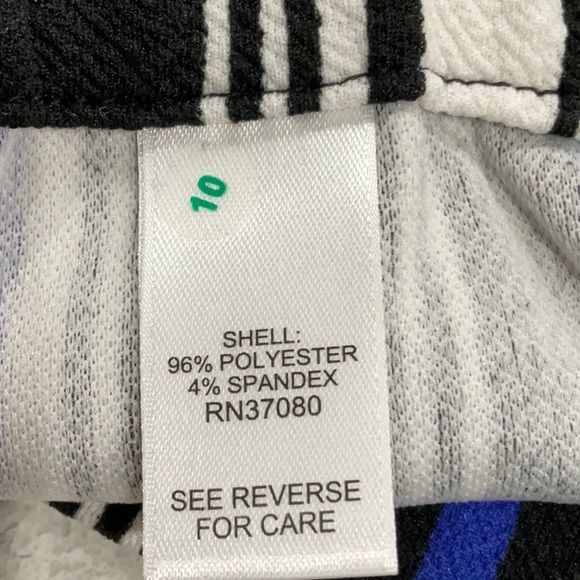 10
SHELL:
96% POLYESTER
4% SPANDEX
RN37080
SEE REVERSE
FOR CARE